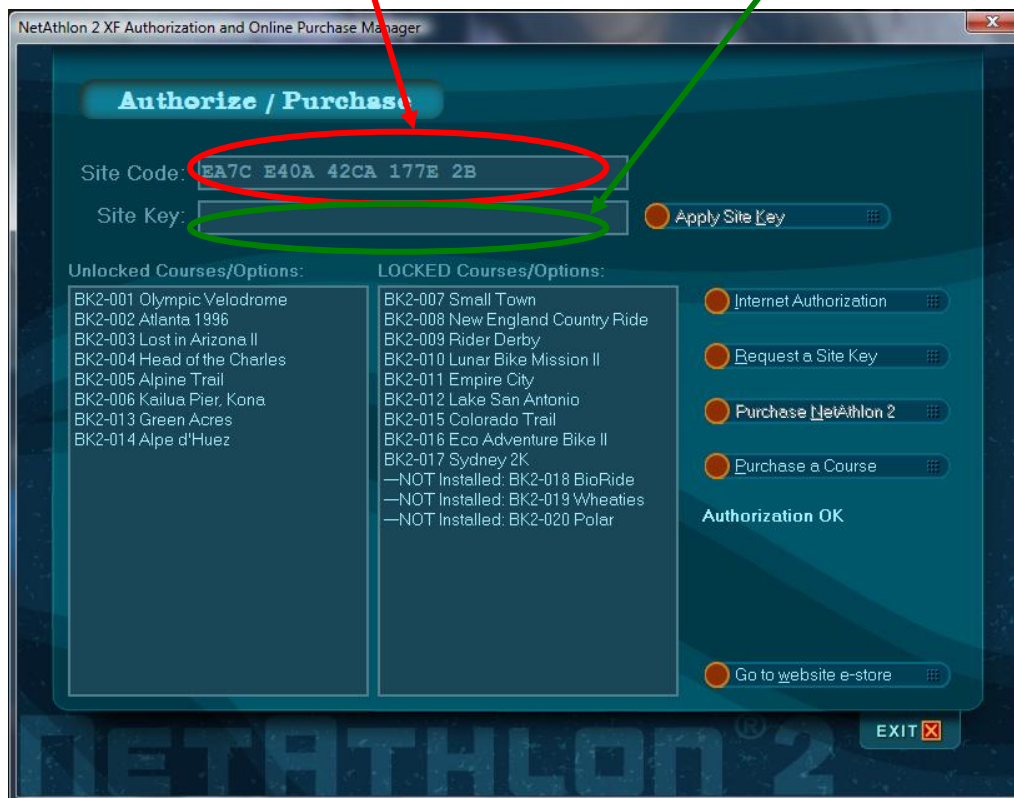 NetAthlon 2 XF Authorization and Online Purchase Manager
Authorize / Purchase
Site Code: EA7C E40A 42CA 177E 2B
Site Key:
Apply Site Key
Unlocked Courses/Options:
BK2-001 Olympic Velodrome
BK2-002 Atlanta 1996
BK2-003 Lost in Arizona II
BK2-004 Head of the Charles
BK2-005 Alpine Trail
BK2-006 Kailua Pier, Kona
BK2-013 Green Acres
BK2-014 Alpe d'Huez
LOCKED Courses/Options:
BK2-007 Small Town
BK2-008 New England Country Ride
BK2-009 Rider Derby
BK2-010 Lunar Bike Mission II
BK2-011 Empire City
BK2-012 Lake San Antonio
BK2-015 Colorado Trail
BK2-016 Eco Adventure Bike II
BK2-017 Sydney 2K
—NOT Installed: BK2-018 BioRide
—NOT Installed: BK2-019 Wheaties
—NOT Installed: BK2-020 Polar
Internet Authorization
Request a Site Key
Purchase NetAthlon 2
Purchase a Course
Authorization OK
Go to website e-store
EXIT
NETATHLON ® 2